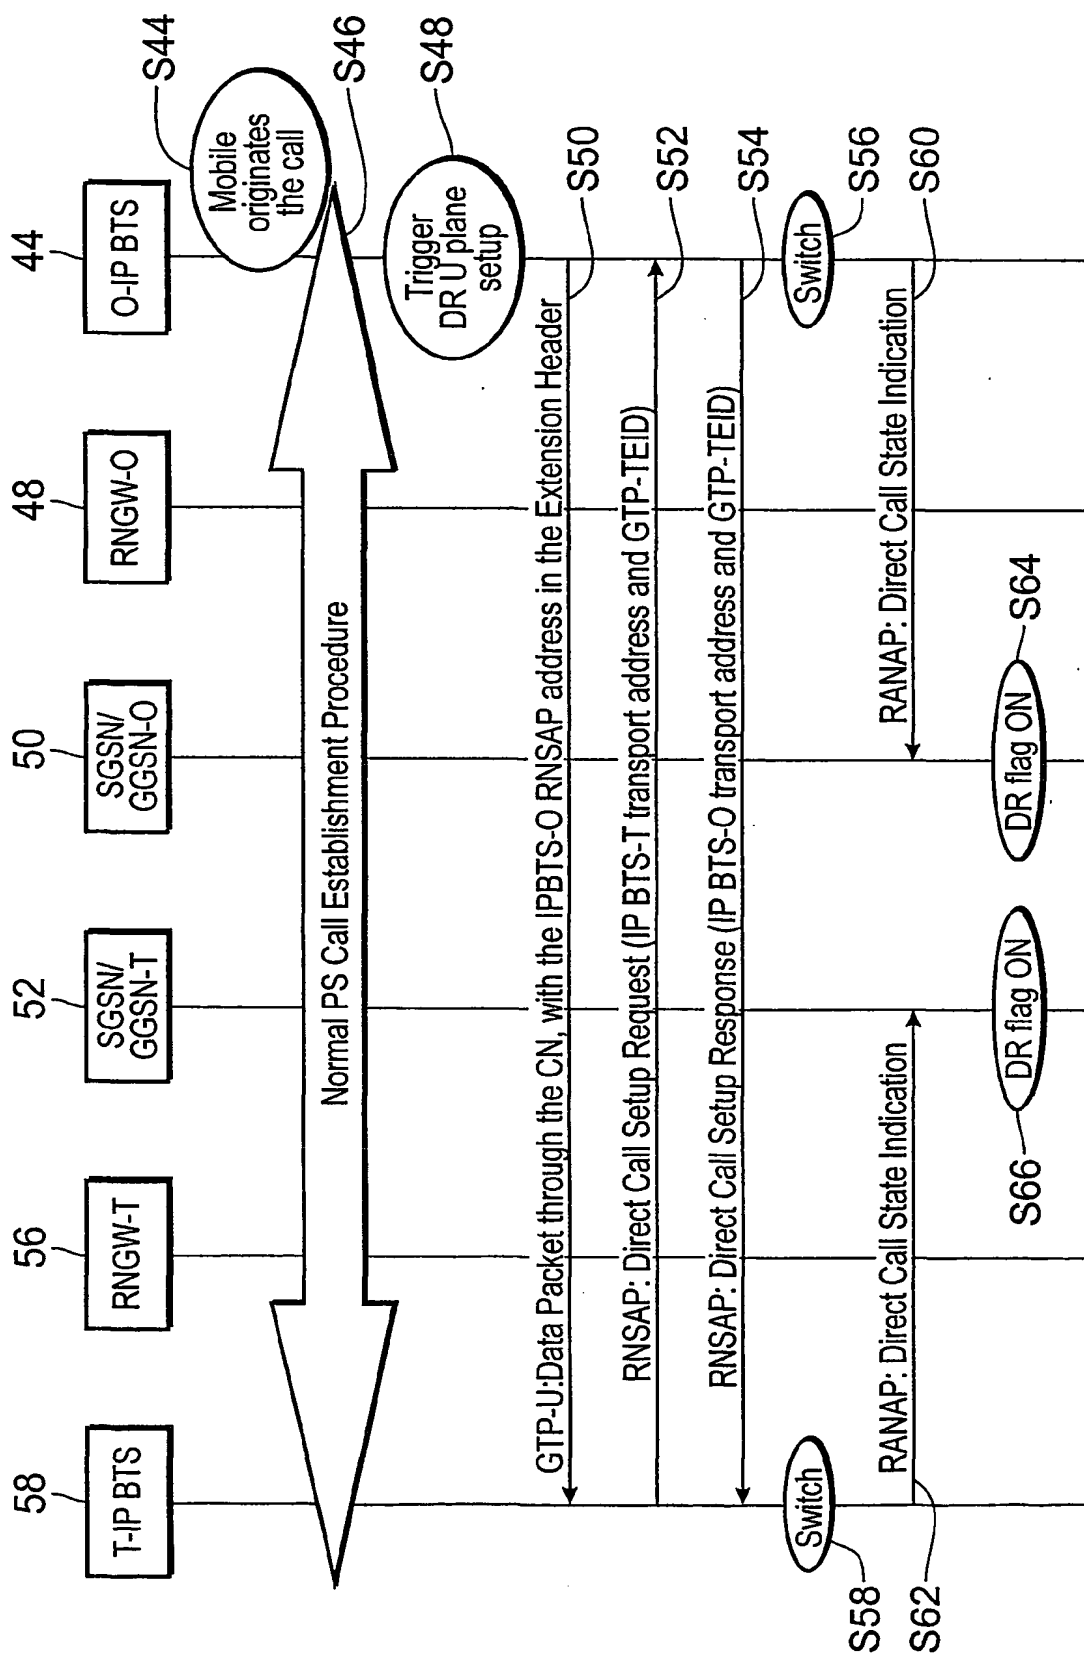 58
T-IP BTS
56
RNGW-T
52
SGSN/
GGSN-T
50
SGSN/
GGSN-O
48
RNGW-O
44
O-IP BTS
Mobile
originates
the call
S44
Normal PS Call Establishment Procedure
S46
Trigger
DR U plane
setup
S48
GTP-U:Data Packet through the CN, with the IPBTS-O RNSAP address in the Extension Header
S50
RNSAP: Direct Call Setup Request (IP BTS-T transport address and GTP-TEID)
S52
RNSAP: Direct Call Setup Response (IP BTS-O transport address and GTP-TEID)
S54
Switch
S58
Switch
S56
RANAP: Direct Call State Indication
S62
RANAP: Direct Call State Indication
S60
DR flag ON
S66
DR flag ON
S64